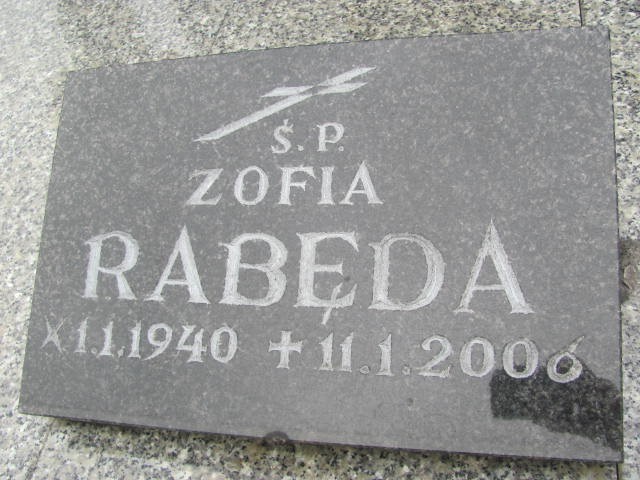 Ś. P.
ZOFIA
RABĘDA
* 1.1.1940 + 11.1.2006